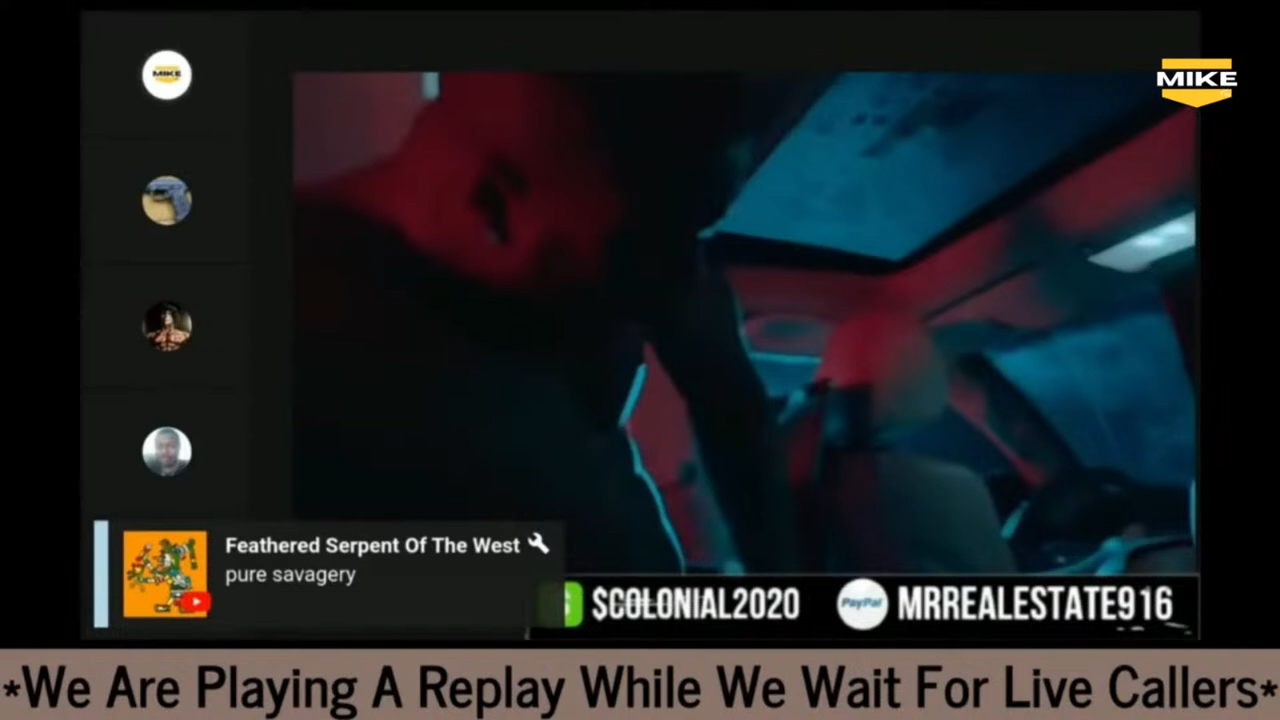 MIKE
MIKE
Feathered Serpent Of The West
pure savagery
$COLONIAL2020
PayPal
MRREALESTATE916
*We Are Playing A Replay While We Wait For Live Callers*